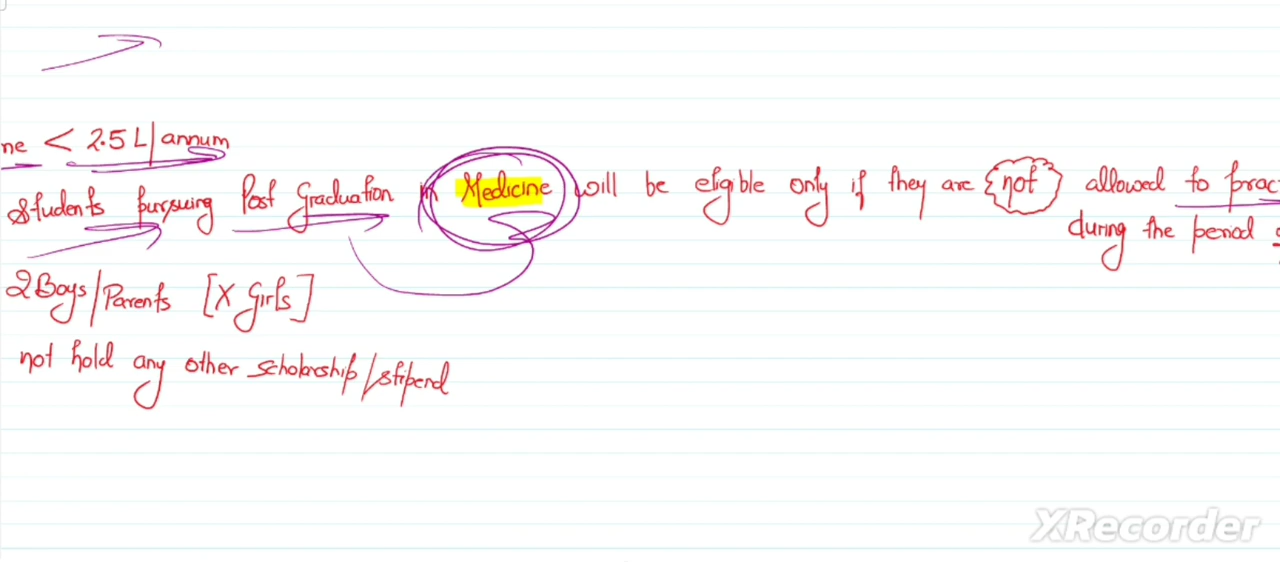 ne < 2.5 L/annum
Students pursuing Post Graduation in Medicine will be eligible only if they are {not} allowed to prac
during the period
2 Boys/Parents [X Girls]
not hold any other scholarship/stipend
XRecorder